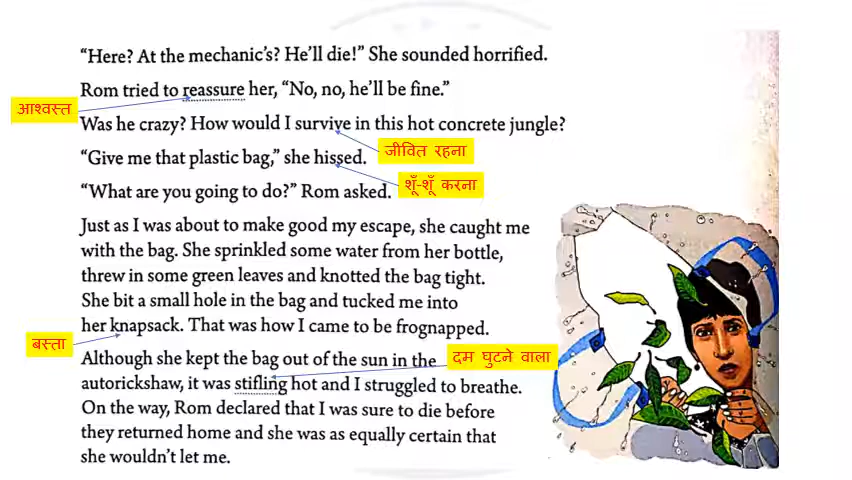 “Here? At the mechanic’s? He’ll die!” She sounded horrified.
Rom tried to reassure her, “No, no, he’ll be fine.”
आश्वस्त
Was he crazy? How would I survive in this hot concrete jungle?
जीवित रहना
“Give me that plastic bag,” she hissed.
शूँ-शूँ करना
“What are you going to do?” Rom asked.
Just as I was about to make good my escape, she caught me
with the bag. She sprinkled some water from her bottle,
threw in some green leaves and knotted the bag tight.
She bit a small hole in the bag and tucked me into
her knapsack. That was how I came to be frognapped.
बस्ता
Although she kept the bag out of the sun in the
दम घुटने वाला
autorickshaw, it was stifling hot and I struggled to breathe.
On the way, Rom declared that I was sure to die before
they returned home and she was as equally certain that
she wouldn’t let me.